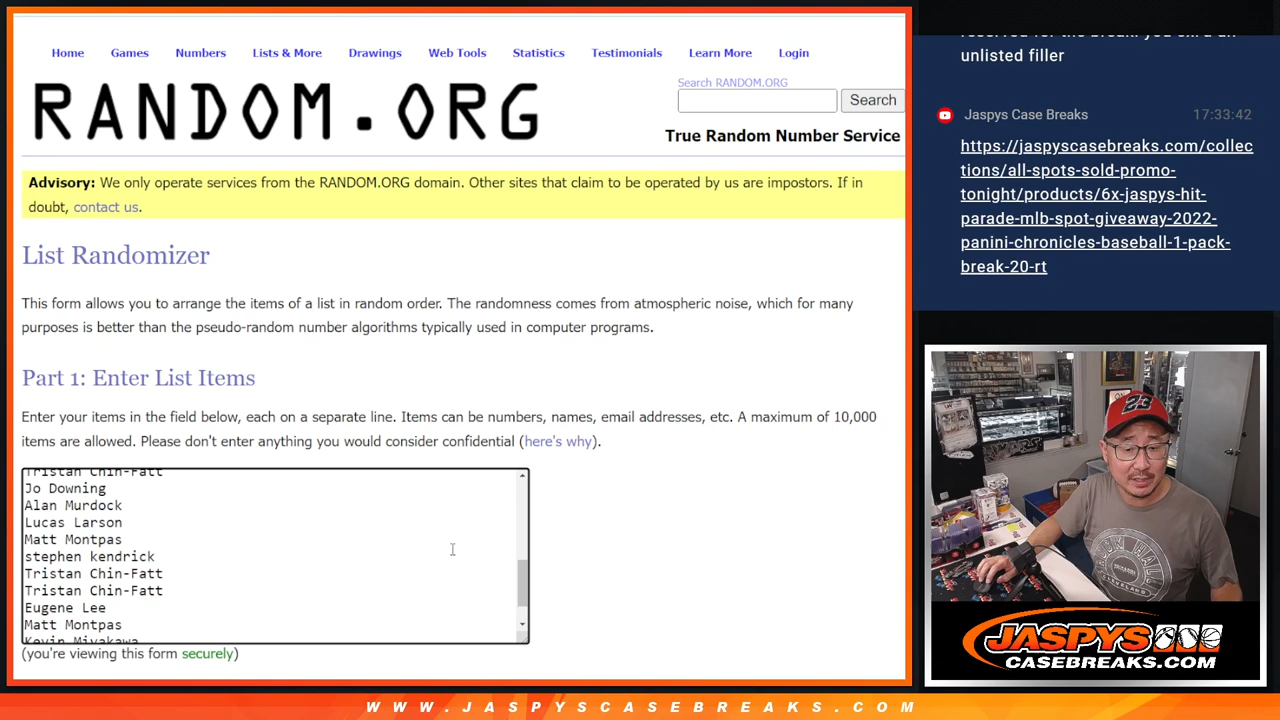 Home Games Numbers Lists & More Drawings Web Tools Statistics Testimonials Learn More Login
RANDOM.ORG
Search RANDOM.ORG
Search
True Random Number Service
Advisory: We only operate services from the RANDOM.ORG domain. Other sites that claim to be operated by us are impostors. If in
doubt, contact us.
List Randomizer
This form allows you to arrange the items of a list in random order. The randomness comes from atmospheric noise, which for many
purposes is better than the pseudo-random number algorithms typically used in computer programs.
Part 1: Enter List Items
Enter your items in the field below, each on a separate line. Items can be numbers, names, email addresses, etc. A maximum of 10,000
items are allowed. Please don't enter anything you would consider confidential (here's why).
Tristan Chin-Fatt
Jo Downing
Alan Murdock
Lucas Larson
Matt Montpas
stephen kendrick
Tristan Chin-Fatt
Tristan Chin-Fatt
Eugene Lee
Matt Montpas
Kevin Miyakawa
(you're viewing this form securely)
unlisted filler
Jaspys Case Breaks 17:33:42
https://jaspyscasebreaks.com/collec
tions/all-spots-sold-promo-
tonight/products/6x-jaspys-hit-
parade-mlb-spot-giveaway-2022-
panini-chronicles-baseball-1-pack-
break-20-rt
23
CLEVELAND
JASPYS
CASEBREAKS.COM
WWW.JASPYSCASEBREAKS.COM